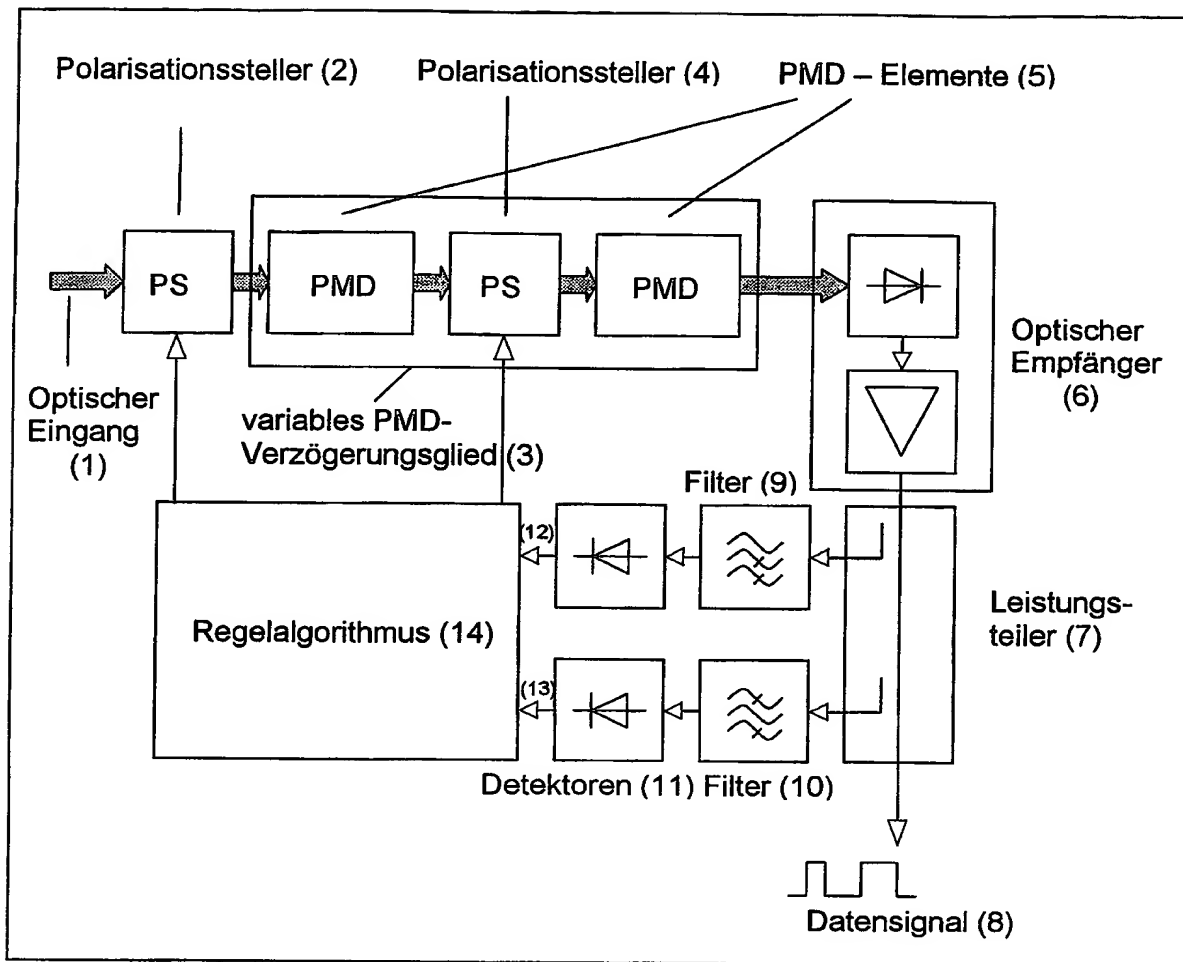 Polarisationssteller (2)
Polarisationssteller (4)
PMD – Elemente (5)
PS
PMD
PS
PMD
Optischer
Eingang
(1)
variables PMD-
Verzögerungsglied (3)
Optischer
Empfänger
(6)
Filter (9)
(12)
Regelalgorithmus (14)
Leistungs-
teiler (7)
(13)
Detektoren (11) Filter (10)
Datensignal (8)